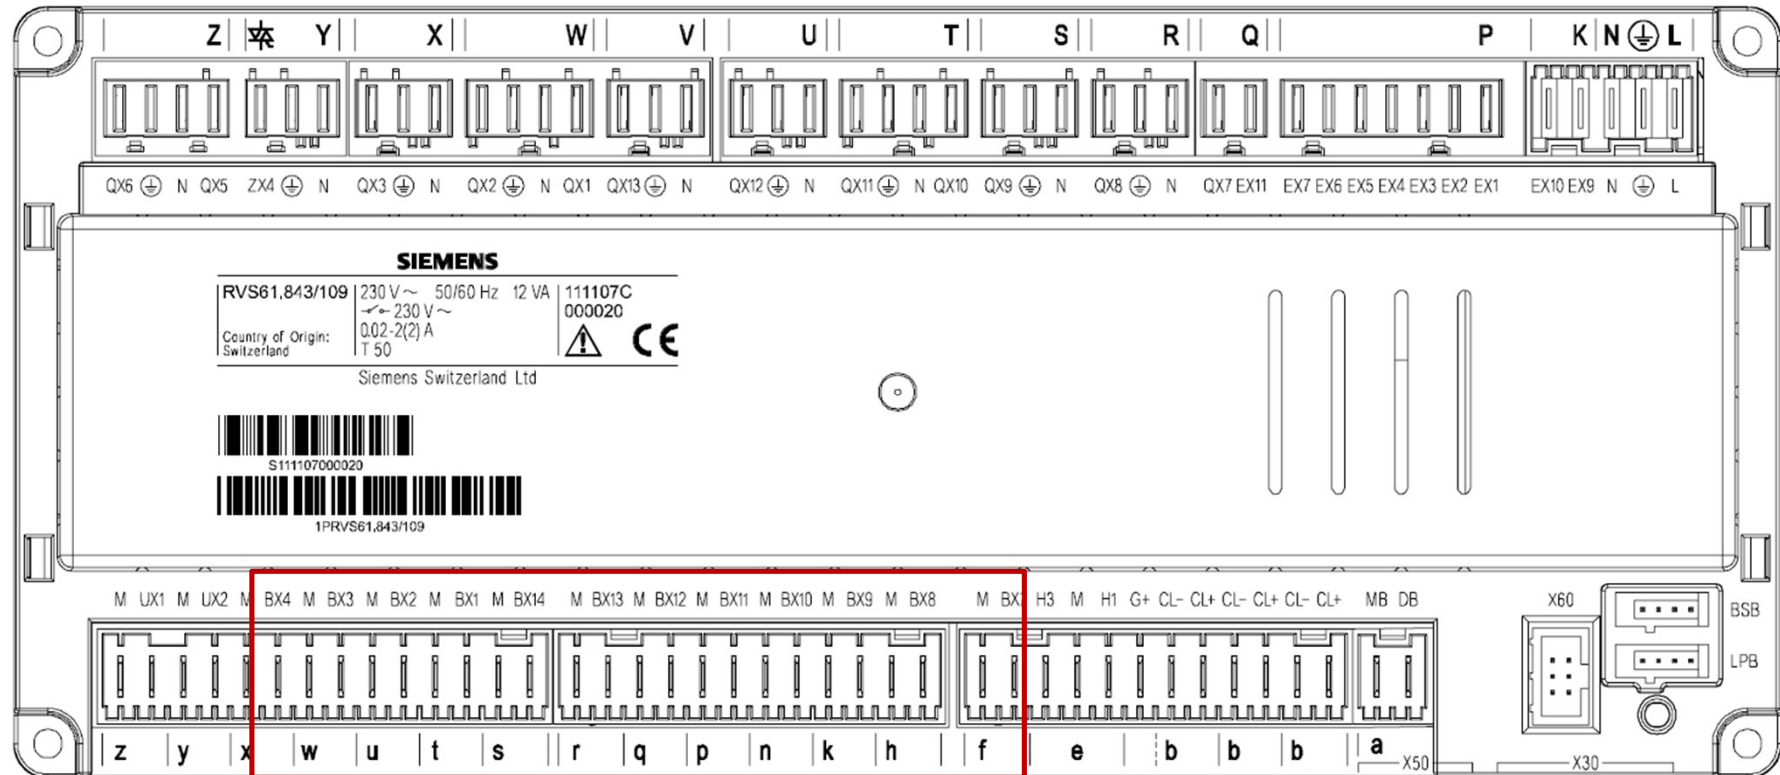 Z Y X W V U T S R Q P K N L
QX6 N QX5 ZX4 N QX3 N QX2 N QX1 QX13 N QX12 N QX11 N QX10 QX9 N QX8 N QX7 EX11 EX7 EX6 EX5 EX4 EX3 EX2 EX1 EX10 EX9 N L
SIEMENS
RVS61,843/109 230 V~ 50/60 Hz 12 VA 111107C
230 V~ 000020
Country of Origin: 0.02-2(2) A
Switzerland T 50
CE
Siemens Switzerland Ltd
S111107000020
1PRVS61,843/109
M UX1 M UX2 M BX4 M BX3 M BX2 M BX1 M BX14 M BX13 M BX12 M BX11 M BX10 M BX9 M BX8 M H3 M H1 G+ CL- CL+ CL- CL+ CL- CL+ MB DB X60
BSB
LPB
z y x w u t s r q p n k h f e b b b a
X50 X30